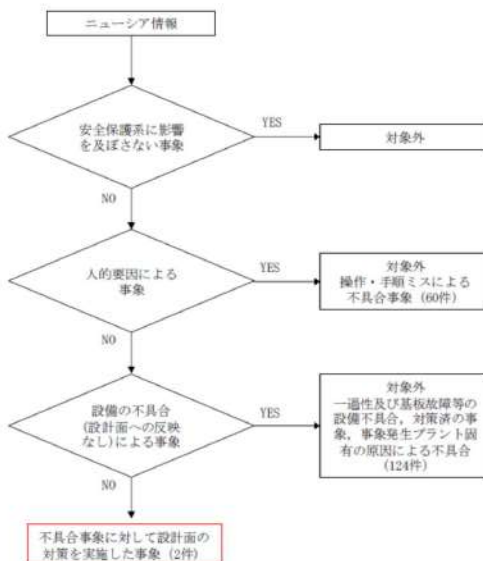 ニューシア情報
安全保護系に影響
を及ぼさない事象
YES
対象外
NO
人的要因による
事象
YES
対象外
操作・手順ミスによる
不具合事象 (60件)
NO
設備の不具合
(設計面への反映
なし)による事象
YES
対象外
一過性及び基板故障等の
設備不具合，対策済の事
象，事象発生プラント固
有の原因による不具合
(124件)
NO
不具合事象に対して設計面の
対策を実施した事象 (2件)